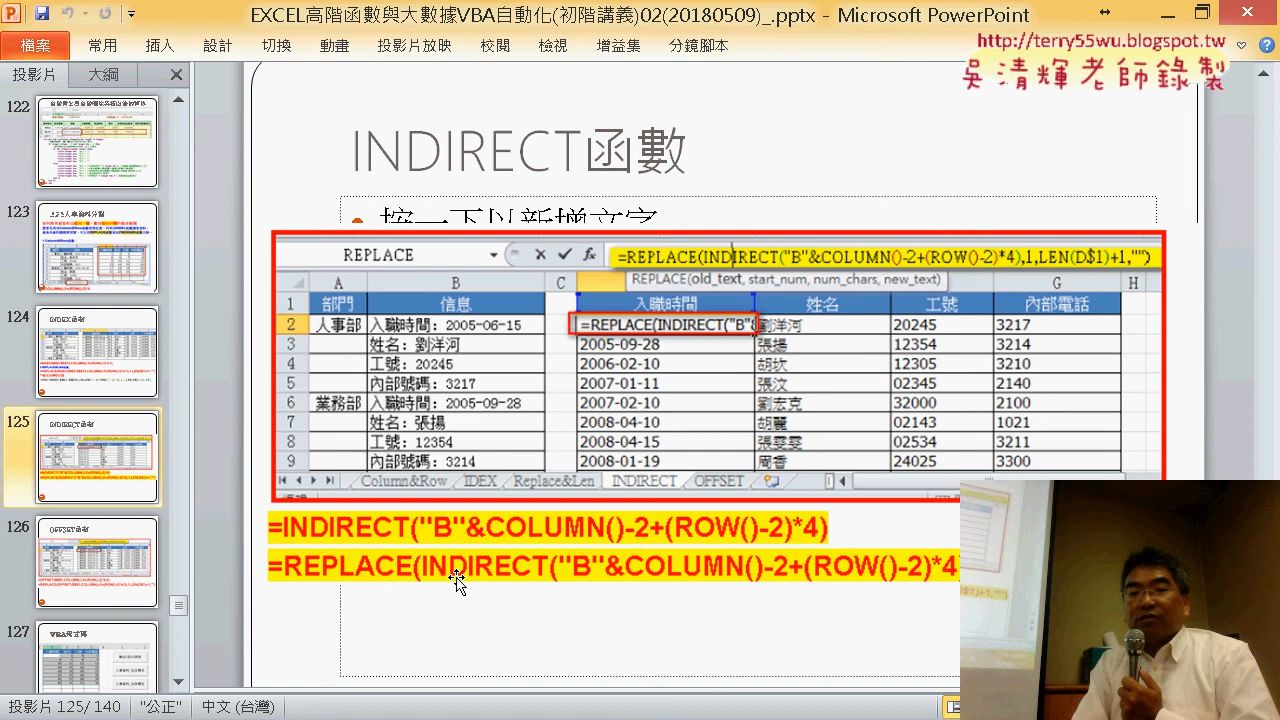 EXCEL高階函數與大數據VBA自動化(初階講義)02(20180509)_.pptx - Microsoft PowerPoint
http://terry55wu.blogspot.tw
吳清輝老師錄製
檔案 常用 插入 設計 切換 動畫 投影片放映 校閱 檢視 增益集 分鏡腳本
投影片 大綱
122
123
124
125
126
127
INDIRECT函數
按一下以新增文字
REPLACE
=REPLACE(INDIRECT("B"&COLUMN()-2+(ROW()-2)*4),1,LEN(D$1)+1,"")
REPLACE(old_text, start_num, num_chars, new_text)
A B C G H
1 部門 信息 入職時間 姓名 工號 內部電話
2 人事部 入職時間：2005-06-15 =REPLACE(INDIRECT("B"& 劉洋河 20245 3217
3 姓名：劉洋河 2005-09-28 張揚 12354 3214
4 工號：20245 2006-02-10 胡坎 12305 3210
5 內部號碼：3217 2007-01-11 張汶 02345 2140
6 業務部 入職時間：2005-09-28 2007-02-10 劉宏克 32000 2100
7 姓名：張揚 2008-04-10 胡麗 02143 1021
8 工號：12354 2008-04-15 張雯雯 02534 3211
9 內部號碼：3214 2008-01-19 周香 24025 3300
Column&Row IDEX Replace&Len INDIRECT OFFSET
=INDIRECT("B"&COLUMN()-2+(ROW()-2)*4)
=REPLACE(INDIRECT("B"&COLUMN()-2+(ROW()-2)*4
投影片 125/ 140 "公正" 中文 (台灣)